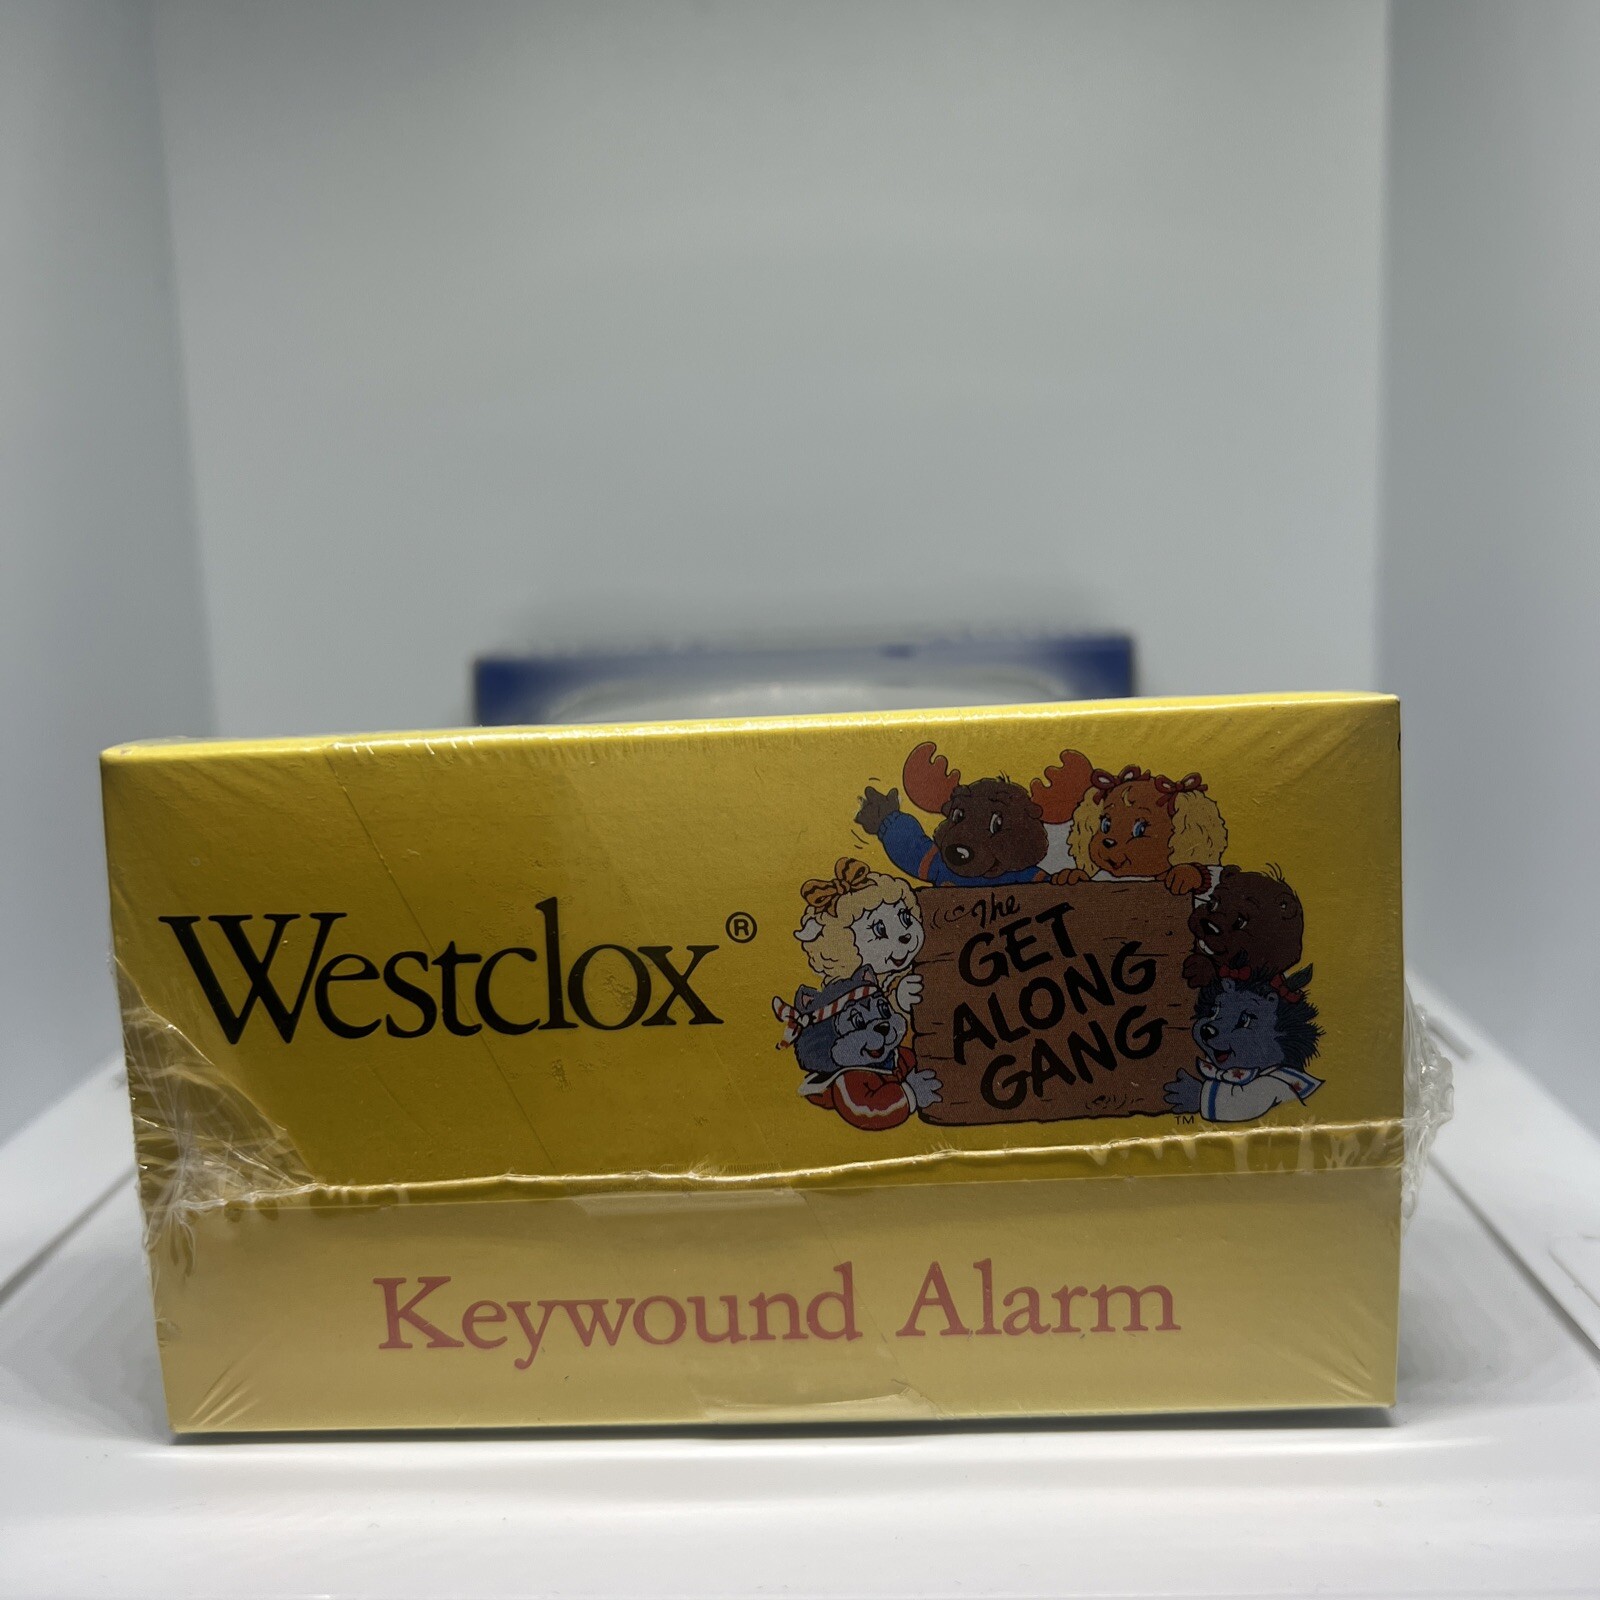 Westclox®
The
GET
ALONG
GANG
TM
Keywound Alarm